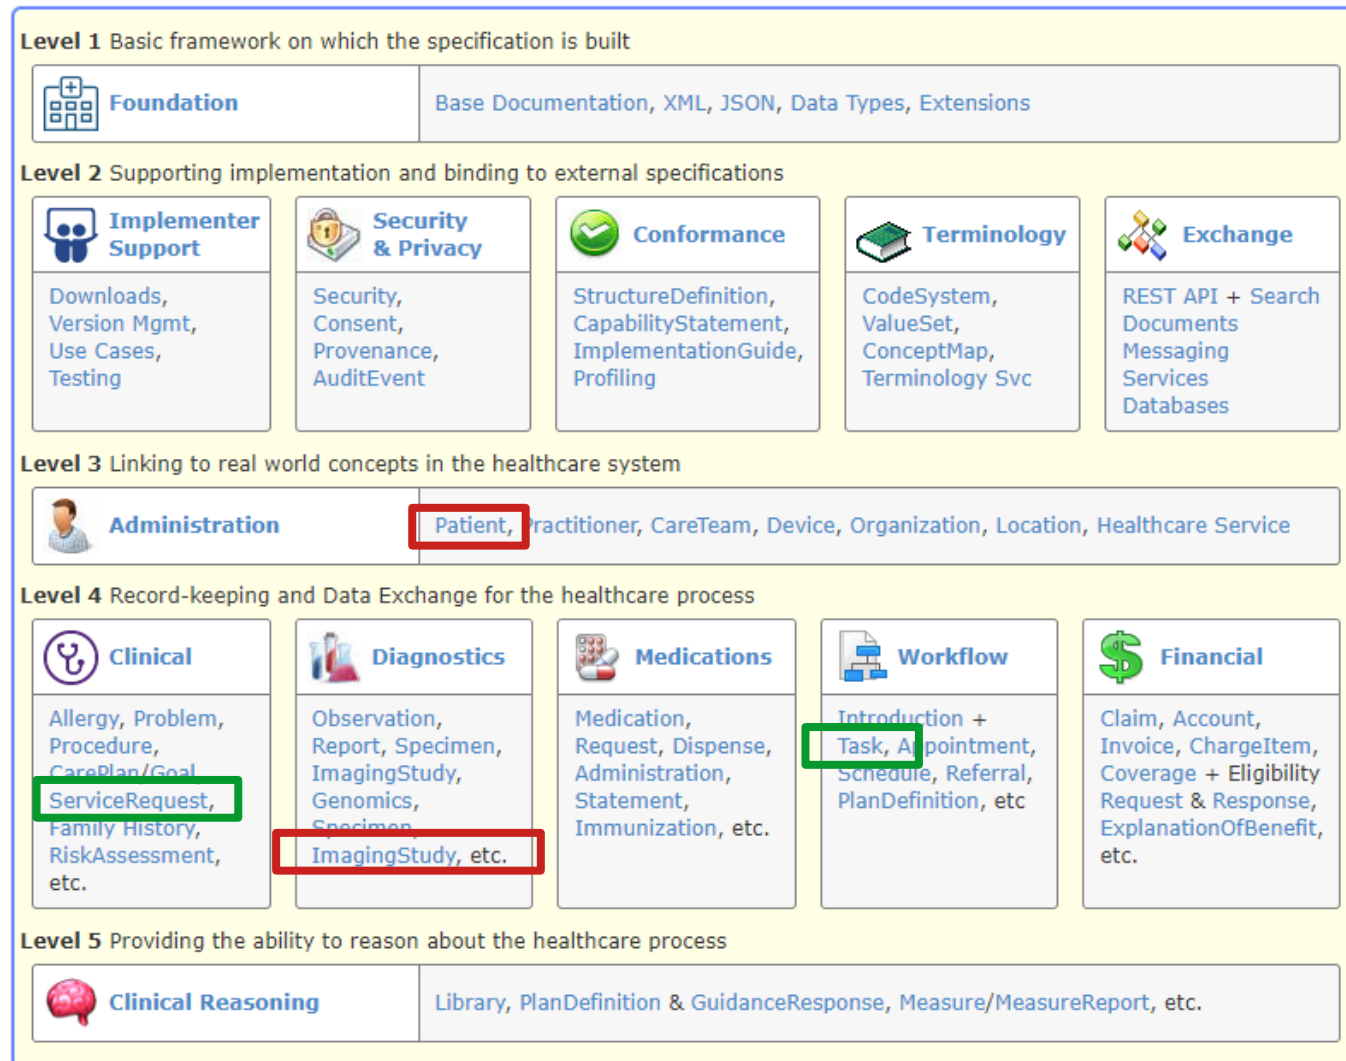 Level 1 Basic framework on which the specification is built
Foundation
Base Documentation, XML, JSON, Data Types, Extensions
Level 2 Supporting implementation and binding to external specifications
Implementer
Support
Downloads,
Version Mgmt,
Use Cases,
Testing
Security
& Privacy
Security,
Consent,
Provenance,
AuditEvent
Conformance
StructureDefinition,
CapabilityStatement,
ImplementationGuide,
Profiling
Terminology
CodeSystem,
ValueSet,
ConceptMap,
Terminology Svc
Exchange
REST API + Search
Documents
Messaging
Services
Databases
Level 3 Linking to real world concepts in the healthcare system
Administration
Patient, Practitioner, CareTeam, Device, Organization, Location, Healthcare Service
Level 4 Record-keeping and Data Exchange for the healthcare process
Clinical
Allergy, Problem,
Procedure,
CarePlan/Goal
ServiceRequest,
Family History,
RiskAssessment,
etc.
Diagnostics
Observation,
Report, Specimen,
ImagingStudy,
Genomics,
Specimen,
ImagingStudy, etc.
Medications
Medication,
Request, Dispense,
Administration,
Statement,
Immunization, etc.
Workflow
Introduction +
Task, Appointment,
Schedule, Referral,
PlanDefinition, etc
Financial
Claim, Account,
Invoice, ChargeItem,
Coverage + Eligibility
Request & Response,
ExplanationOfBenefit,
etc.
Level 5 Providing the ability to reason about the healthcare process
Clinical Reasoning
Library, PlanDefinition & GuidanceResponse, Measure/MeasureReport, etc.